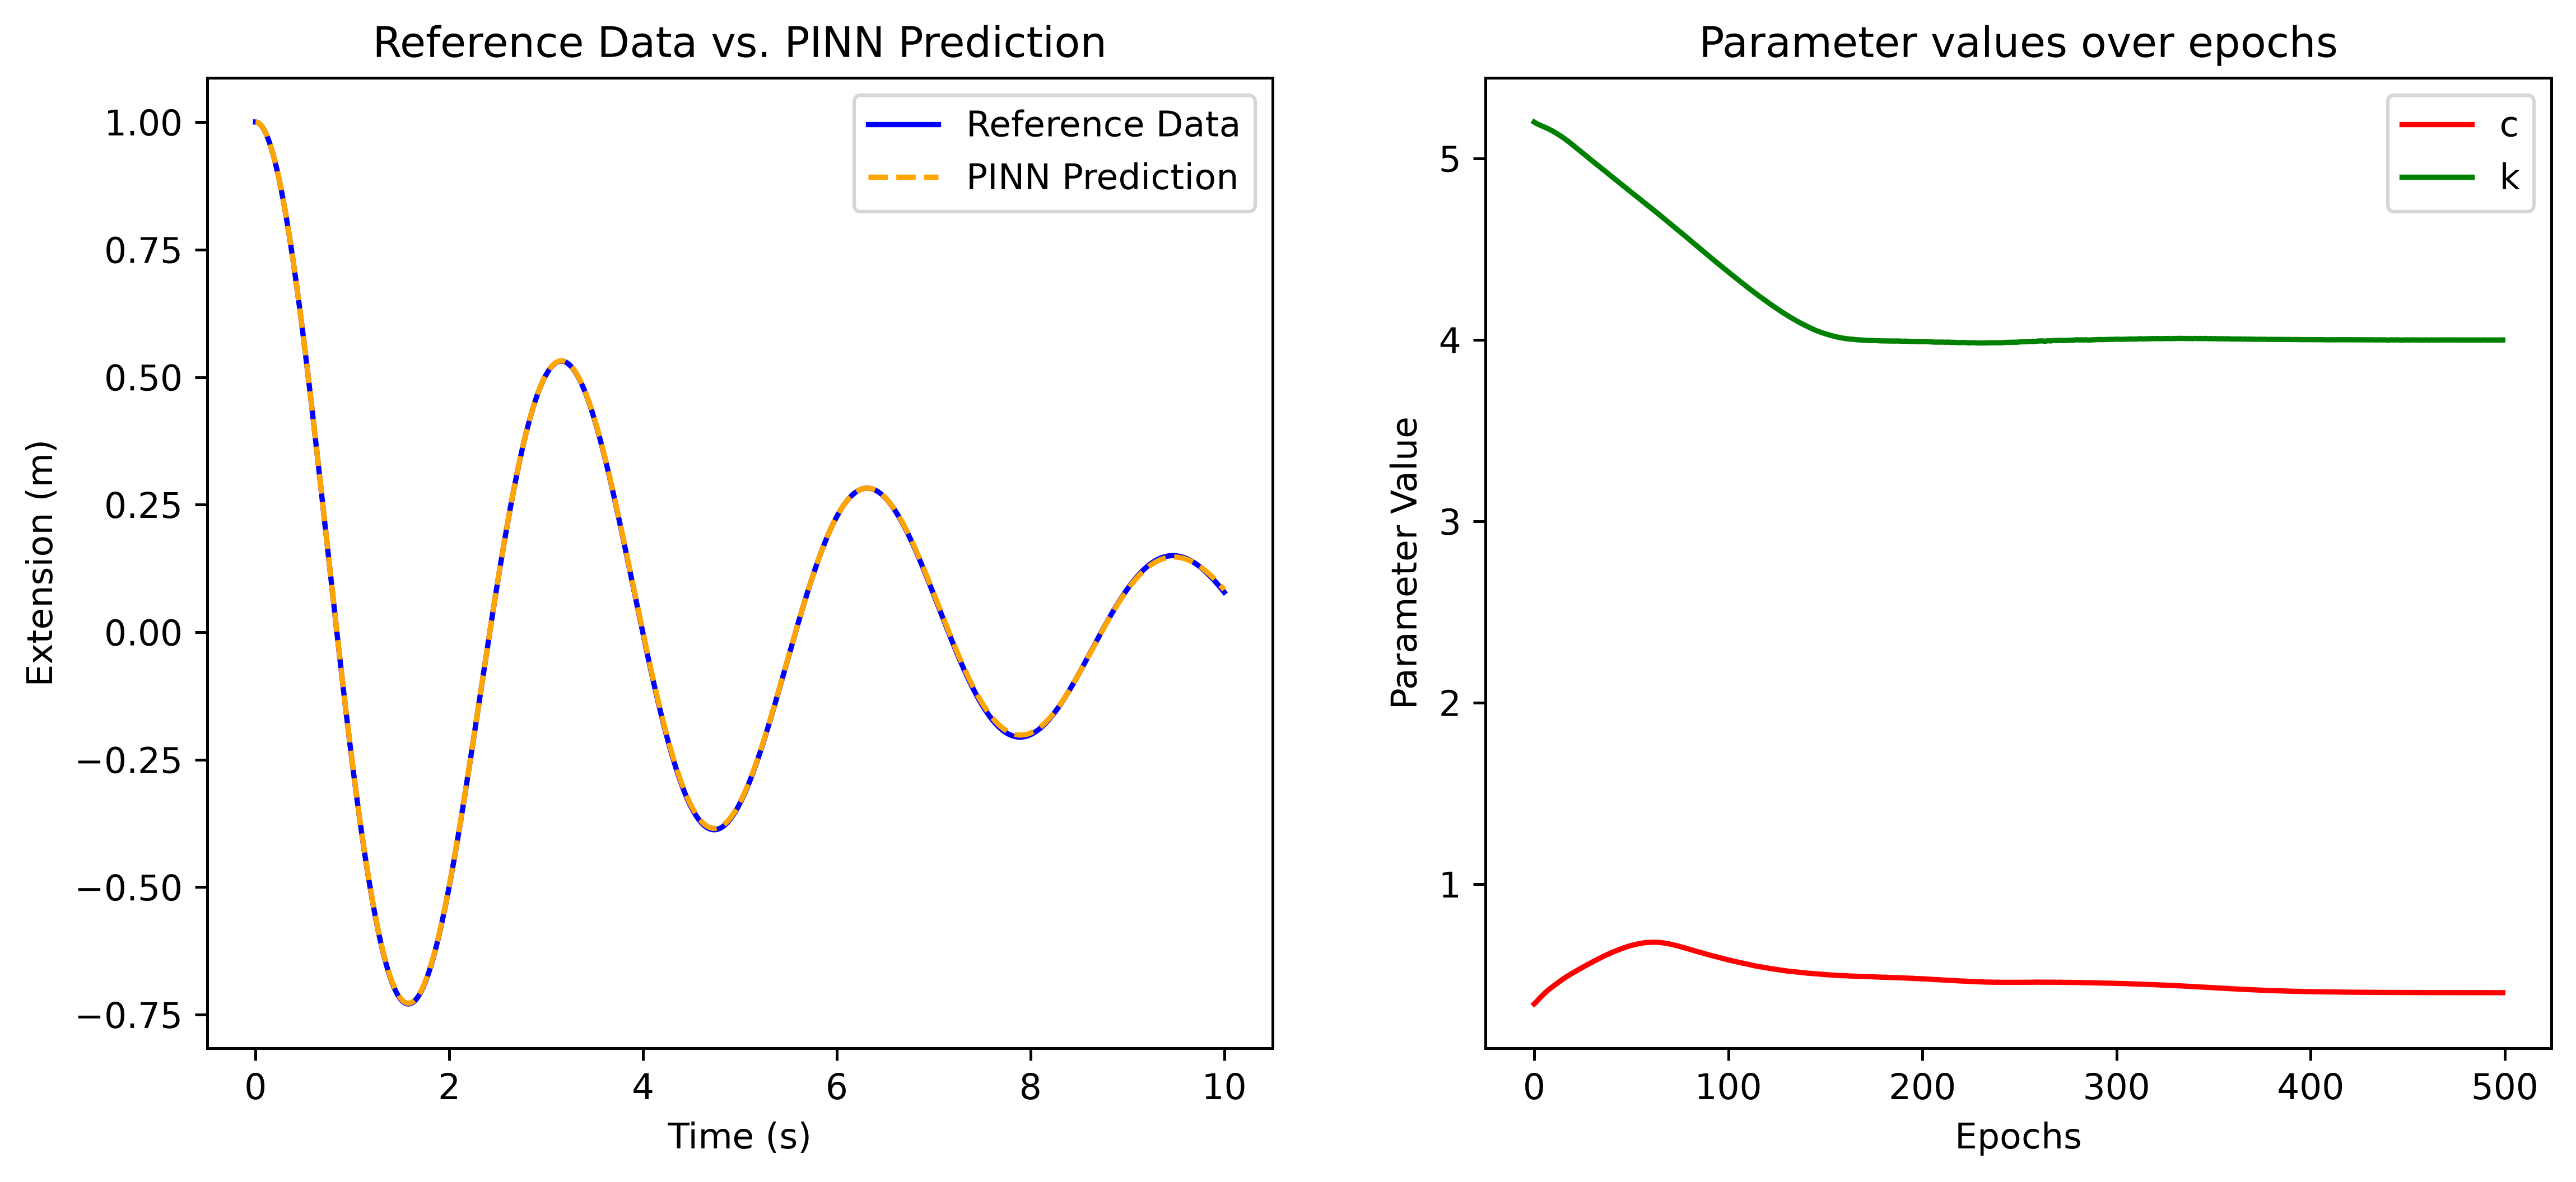 Reference Data vs. PINN Prediction
Reference Data
PINN Prediction
1.00
0.75
0.50
0.25
0.00
−0.25
−0.50
−0.75
Extension (m)
0 2 4 6 8 10
Time (s)
Parameter values over epochs
c
k
5
4
3
2
1
Parameter Value
0 100 200 300 400 500
Epochs